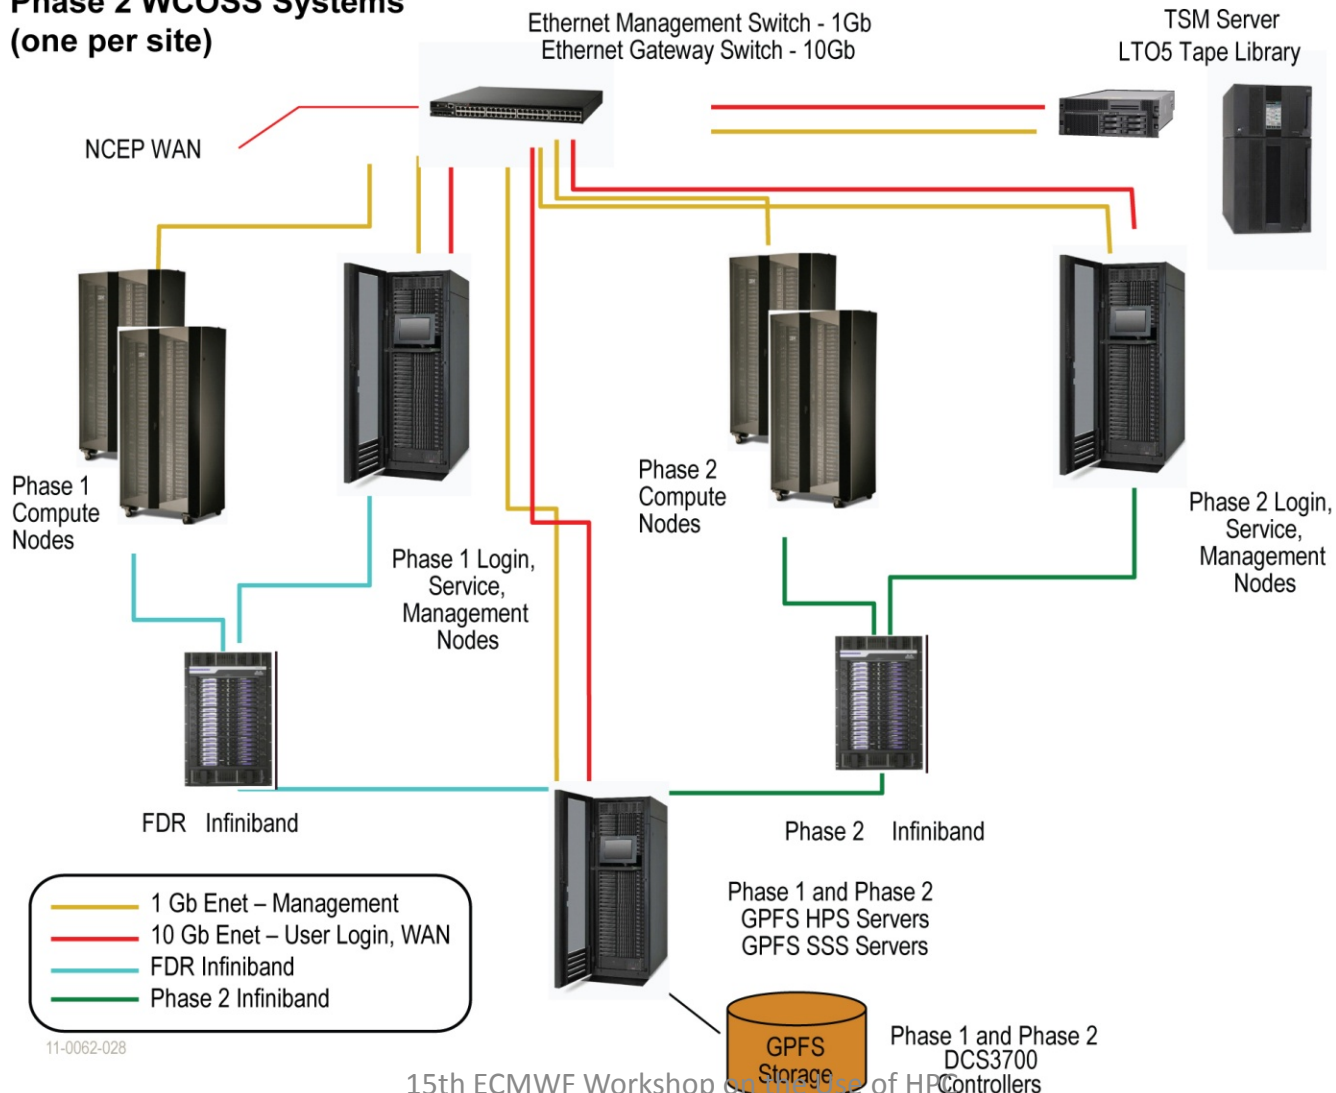 Phase 2 WCOSS Systems
(one per site)
Ethernet Management Switch - 1Gb
Ethernet Gateway Switch - 10Gb
TSM Server
LTO5 Tape Library
NCEP WAN
Phase 1
Compute
Nodes
Phase 1 Login,
Service,
Management
Nodes
Phase 2
Compute
Nodes
Phase 2 Login,
Service,
Management
Nodes
FDR Infiniband
Phase 2 Infiniband
Phase 1 and Phase 2
GPFS HPS Servers
GPFS SSS Servers
1 Gb Enet – Management
10 Gb Enet – User Login, WAN
FDR Infiniband
Phase 2 Infiniband
11-0062-028
GPFS
Storage
Phase 1 and Phase 2
DCS3700
Controllers
15th ECMWF Workshop on the Use of HPC